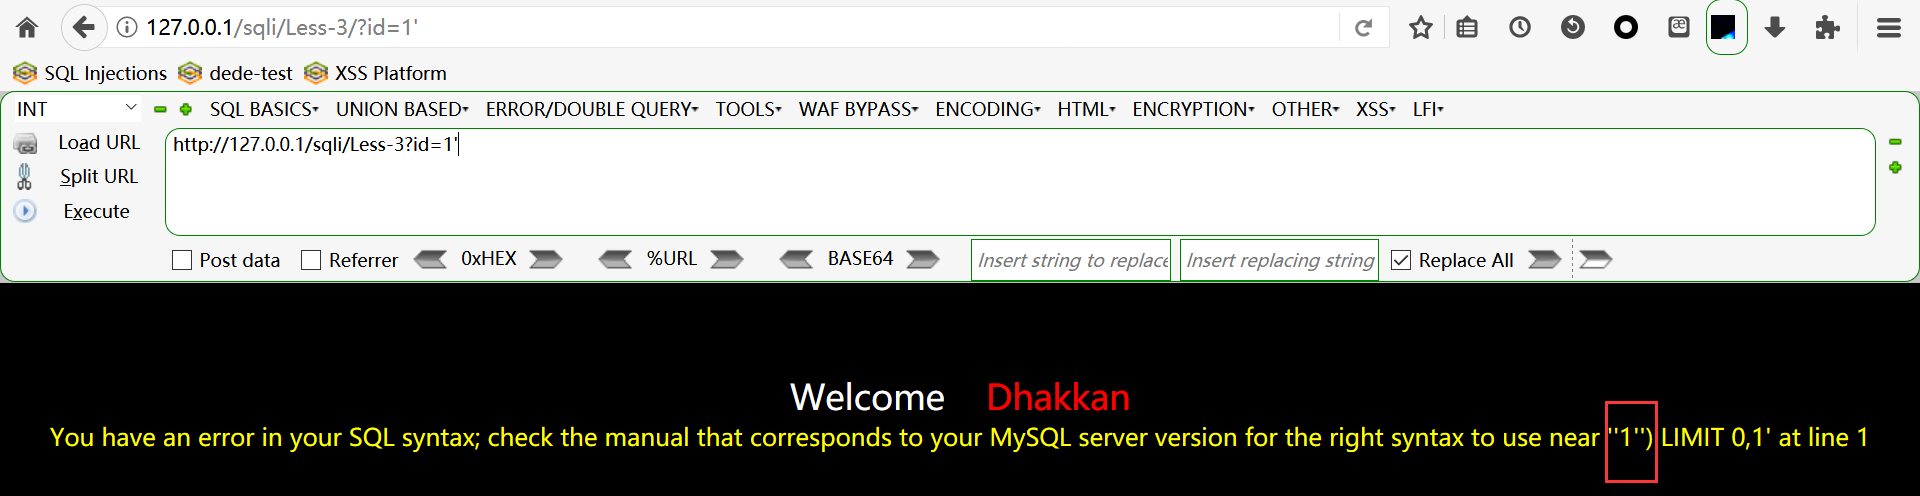 127.0.0.1/sqli/Less-3/?id=1'
SQL Injections dede-test XSS Platform
INT SQL BASICS UNION BASED ERROR/DOUBLE QUERY TOOLS WAF BYPASS ENCODING HTML ENCRYPTION OTHER XSS LFI
Load URL http://127.0.0.1/sqli/Less-3?id=1'
Split URL
Execute
Post data Referrer 0xHEX %URL BASE64 Insert string to replace Insert replacing string Replace All
Welcome Dhakkan
You have an error in your SQL syntax; check the manual that corresponds to your MySQL server version for the right syntax to use near ''1'') LIMIT 0,1' at line 1